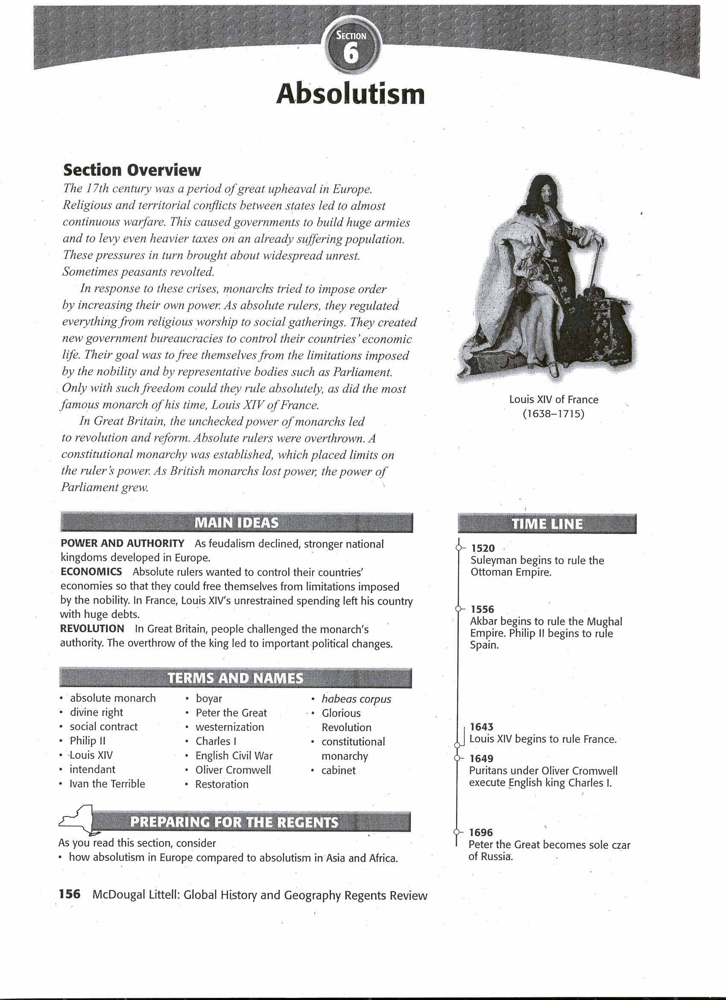 SECTION
6
Absolutism
Section Overview
The 17th century was a period of great upheaval in Europe.
Religious and territorial conflicts between states led to almost
continuous warfare. This caused governments to build huge armies
and to levy even heavier taxes on an already suffering population.
These pressures in turn brought about widespread unrest.
Sometimes peasants revolted.
In response to these crises, monarchs tried to impose order
by increasing their own power. As absolute rulers, they regulated
everything from religious worship to social gatherings. They created
new government bureaucracies to control their countries' economic
life. Their goal was to free themselves from the limitations imposed
by the nobility and by representative bodies such as Parliament.
Only with such freedom could they rule absolutely, as did the most
famous monarch of his time, Louis XIV of France.
In Great Britain, the unchecked power of monarchs led
to revolution and reform. Absolute rulers were overthrown. A
constitutional monarchy was established, which placed limits on
the ruler's power. As British monarchs lost power, the power of
Parliament grew.
Louis XIV of France
(1638–1715)
MAIN IDEAS
POWER AND AUTHORITY As feudalism declined, stronger national
kingdoms developed in Europe.
ECONOMICS Absolute rulers wanted to control their countries'
economies so that they could free themselves from limitations imposed
by the nobility. In France, Louis XIV's unrestrained spending left his country
with huge debts.
REVOLUTION In Great Britain, people challenged the monarch's
authority. The overthrow of the king led to important political changes.
TERMS AND NAMES
• absolute monarch
• divine right
• social contract
• Philip II
• Louis XIV
• intendant
• Ivan the Terrible
• boyar
• Peter the Great
• westernization
• Charles I
• English Civil War
• Oliver Cromwell
• Restoration
• habeas corpus
• Glorious
Revolution
• constitutional
monarchy
• cabinet
PREPARING FOR THE REGENTS
As you read this section, consider
• how absolutism in Europe compared to absolutism in Asia and Africa.
TIME LINE
1520
Suleyman begins to rule the
Ottoman Empire.
1556
Akbar begins to rule the Mughal
Empire. Philip II begins to rule
Spain.
1643
Louis XIV begins to rule France.
1649
Puritans under Oliver Cromwell
execute English king Charles I.
1696
Peter the Great becomes sole czar
of Russia.
156 McDougal Littell: Global History and Geography Regents Review